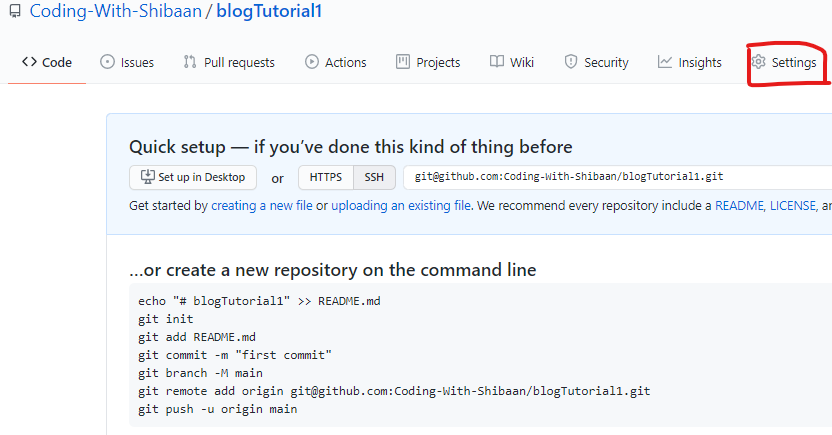 Coding-With-Shibaan / blogTutorial1
Code Issues Pull requests Actions Projects Wiki Security Insights Settings
Quick setup — if you've done this kind of thing before
Set up in Desktop or HTTPS SSH git@github.com:Coding-With-Shibaan/blogTutorial1.git
Get started by creating a new file or uploading an existing file. We recommend every repository include a README, LICENSE, an
...or create a new repository on the command line
echo "# blogTutorial1" >> README.md
git init
git add README.md
git commit -m "first commit"
git branch -M main
git remote add origin git@github.com:Coding-With-Shibaan/blogTutorial1.git
git push -u origin main